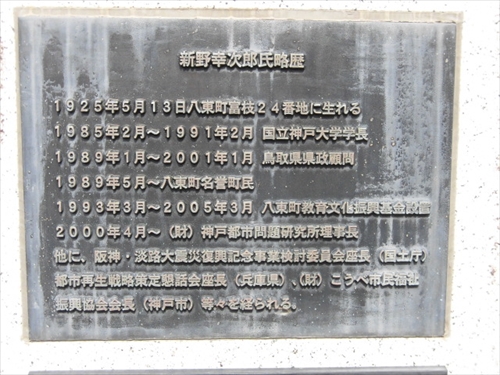 新野幸次郎氏略歴
1925年5月13日八東町富枝24番地に生れる
1985年2月~1991年2月 国立神戸大学学長
1989年1月~2001年1月 鳥取県県政顧問
1989年5月~八東町名誉町民
1993年3月~2005年3月 八東町教育文化振興基金設置
2000年4月~(財)神戸都市問題研究所理事長
他に、阪神・淡路大震災復興記念事業検討委員会座長(国土庁)
都市再生戦略策定懇話会座長(兵庫県)、(財)こうべ市民福祉
振興協会会長(神戸市)等々を経られる。